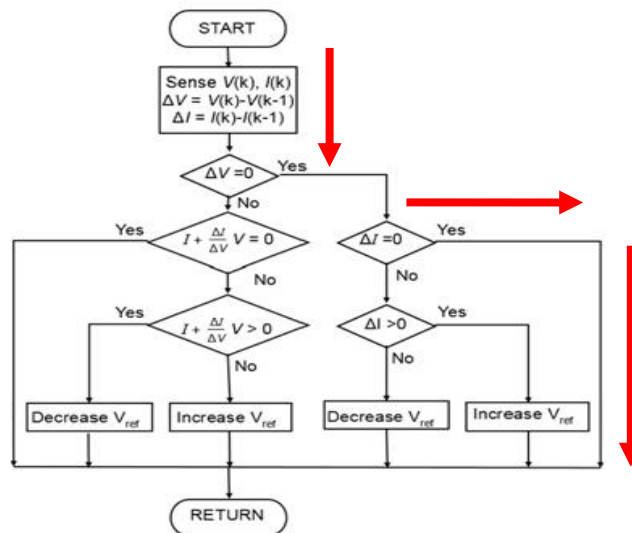 START
Sense V(k), I(k)
ΔV = V(k)-V(k-1)
ΔI = I(k)-I(k-1)
ΔV =0
Yes
No
Yes
I + ΔI/ΔV V = 0
No
ΔI=0
Yes
No
Yes
I + ΔI/ΔV V > 0
No
ΔI >0
Yes
No
Decrease Vref
Increase Vref
Decrease Vref
Increase Vref
RETURN